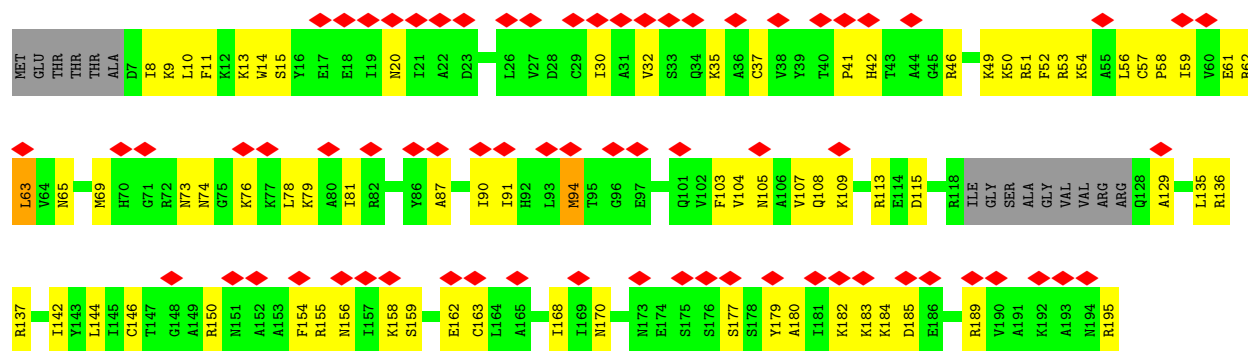 MET GLU THR THR THR ALA D7 I8 K9 L10 F11 K12 K13 W14 S15 Y16 E17 E18 I19 N20 I21 A22 D23 L26 V27 D28 C29 I30 A31 V32 S33 Q34 K35 A36 C37 V38 Y39 T40 P41 H42 T43 A44 G45 R46 K49 K50 R51 F52 R53 K54 A55 L56 C57 P58 I59 V60 E61 R62
L63 V64 N65 M69 H70 G71 R72 N73 N74 G75 K76 K77 L78 K79 A80 I81 R82 Y86 A87 I90 I91 H92 L93 M94 T95 G96 E97 Q101 V102 F103 V104 N105 A106 V107 Q108 K109 R113 E114 D115 R118 ILE GLY SER ALA GLY VAL VAL ARG ARG Q128 A129 L135 R136
R137 I142 Y143 L144 I145 C146 T147 G148 A149 R150 N151 A152 A153 F154 R155 N156 I157 K158 S159 E162 C163 L164 A165 I168 I169 N170 N173 E174 S175 S176 S177 S178 Y179 A180 I181 K182 K183 K184 D185 E186 R189 V190 A191 K192 A193 N194 R195